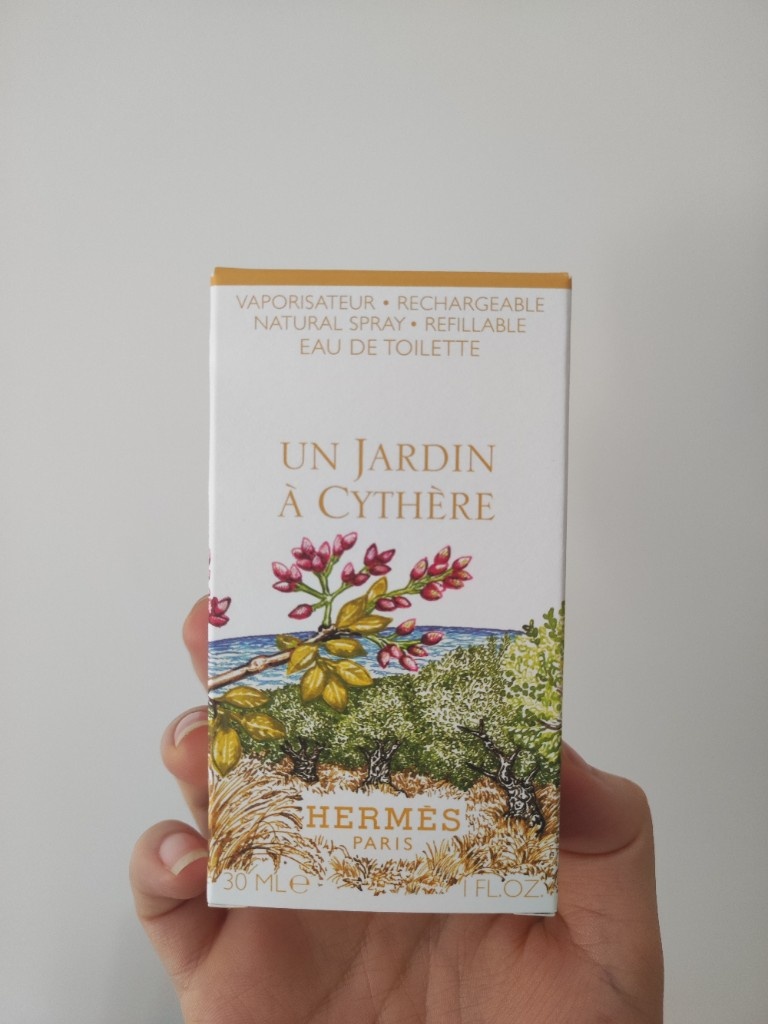 VAPORISATEUR • RECHARGEABLE
NATURAL SPRAY • REFILLABLE
EAU DE TOILETTE
UN JARDIN
À CYTHÈRE
HERMÈS
PARIS
30 ML℮ 1 FL.OZ.